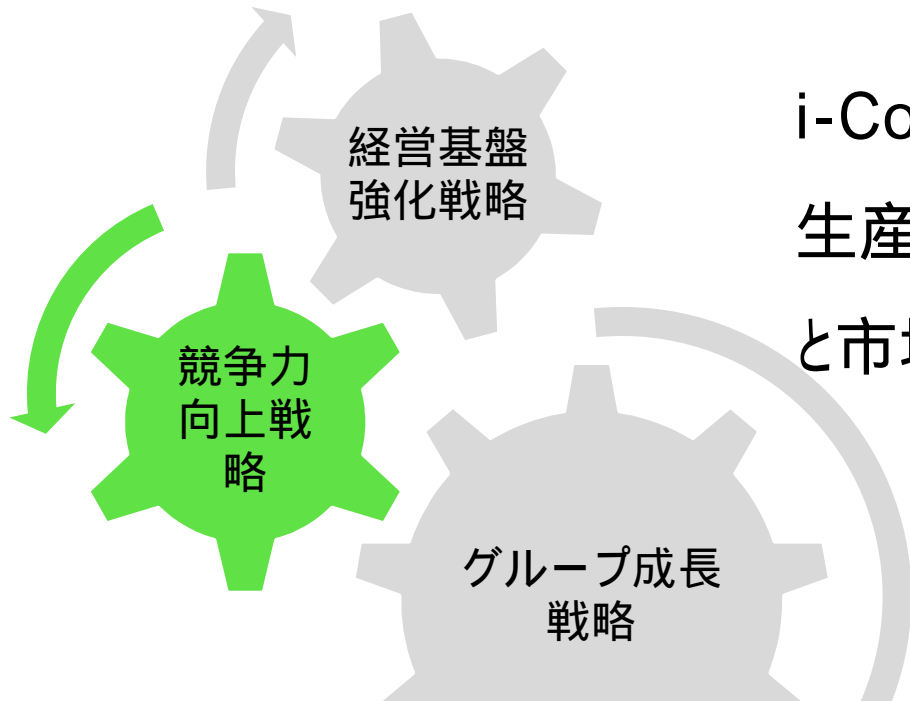 経営基盤
強化戦略
競争力
向上戦
略
グループ成長
戦略
i-Co
生産
と市